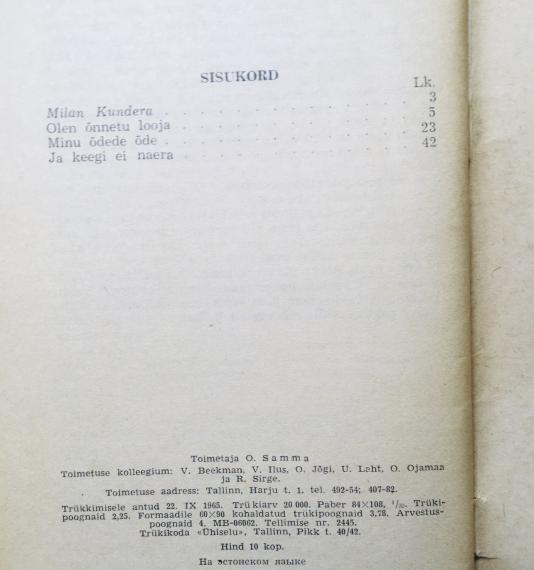 SISUKORD
Lk.
Milan Kundera . . . . . . . . . . . . 3
Olen õnnetu looja . . . . . . . . . . . 5
Minu õdede õde . . . . . . . . . . . . 23
Ja keegi ei naera . . . . . . . . . . . 42
Toimetaja O. Samma
Toimetuse kolleegium: V. Beekman, V. Ilus, O. Jõgi, U. Laht, O. Ojamaa
ja R. Sirge.
Toimetuse aadress: Tallinn, Harju t. 1, tel. 492-54; 407-82.
Trükkimisele antud 22. IX 1965. Trükiarv 20 000. Paber 84×108, 1/32. Trüki-
poognaid 2,25. Formaadile 60×90 kohaldatud trükipoognaid 3,78. Arvestus-
poognaid 4. MB-06062. Tellimise nr. 2445.
Trükikoda «Ühiselu», Tallinn, Pikk t. 40/42.
Hind 10 kop.
На эстонском языке